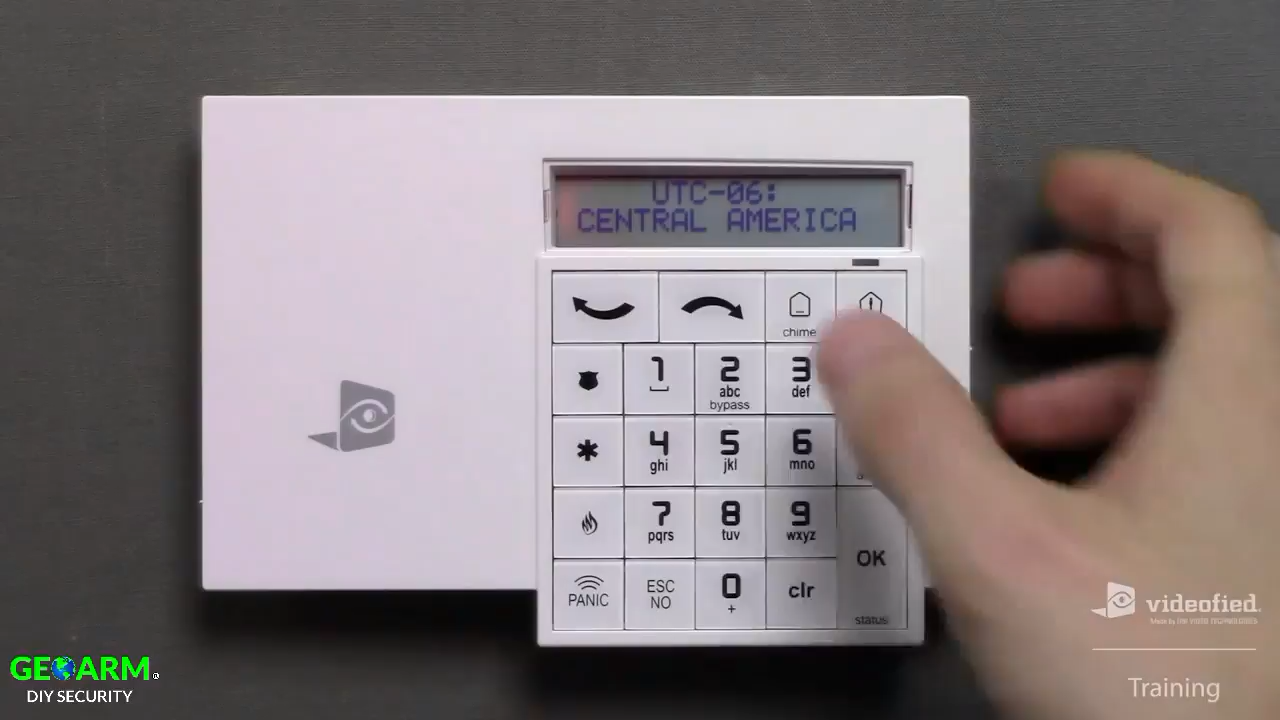 UTC-06:
CENTRAL AMERICA
chime
1
2
abc
bypass
3
def
4
ghi
5
jkl
6
mno
7
pqrs
8
tuv
9
wxyz
OK
status
PANIC
ESC
NO
0
+
clr
videofied.
Training
GEOARM®
DIY SECURITY